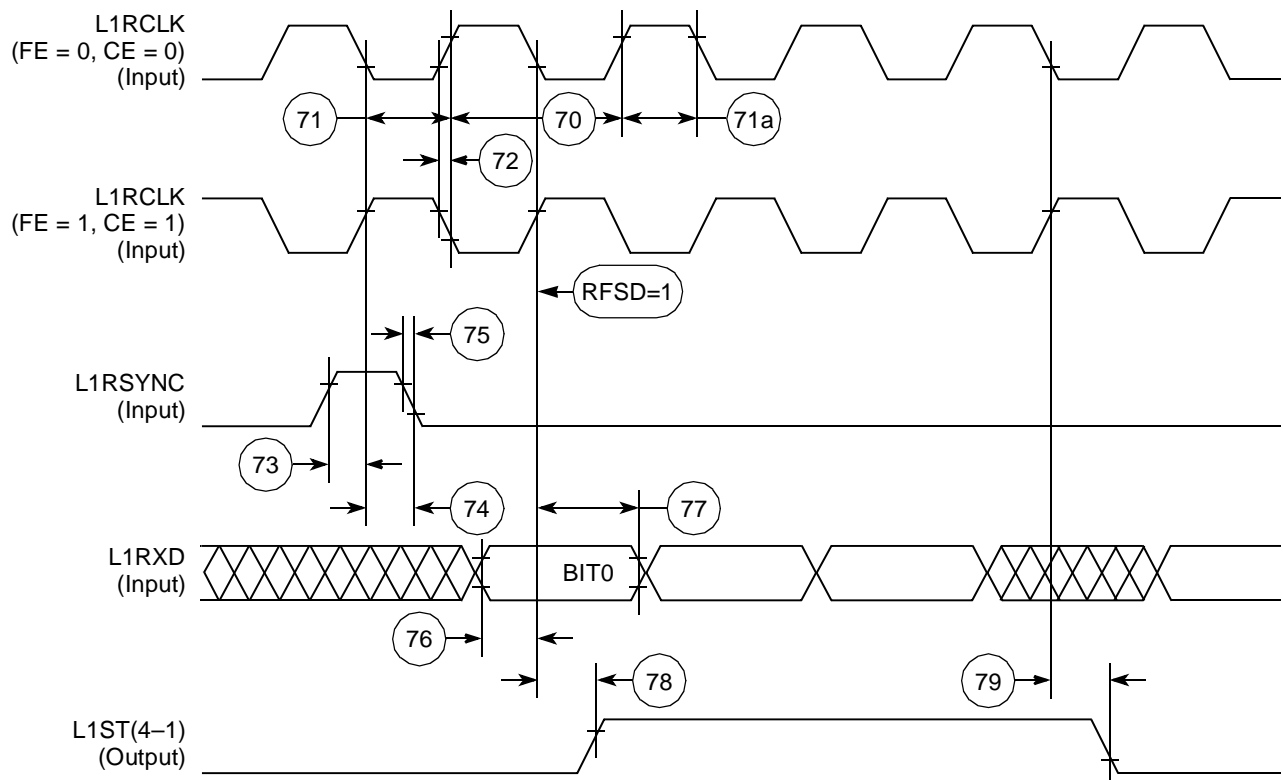 L1RCLK
(FE = 0, CE = 0)
(Input)
71
70
71a
72
L1RCLK
(FE = 1, CE = 1)
(Input)
RFSD=1
75
L1RSYNC
(Input)
73
74
77
L1RXD
(Input)
BIT0
76
78
79
L1ST(4–1)
(Output)